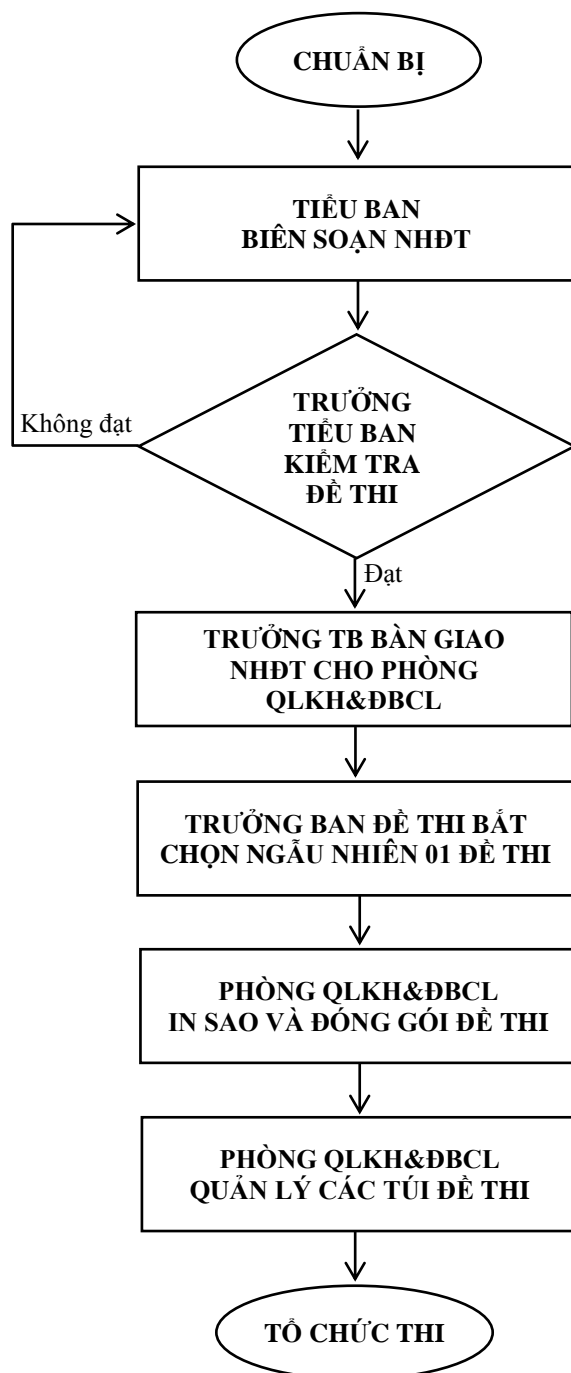 CHUẨN BỊ
TIỂU BAN
BIÊN SOẠN NHĐT
TRƯỞNG
TIỂU BAN
KIỂM TRA
ĐỀ THI
Không đạt
Đạt
TRƯỞNG TB BÀN GIAO
NHĐT CHO PHÒNG
QLKH&ĐBCL
TRƯỞNG BAN ĐỀ THI BẮT
CHỌN NGẪU NHIÊN 01 ĐỀ THI
PHÒNG QLKH&ĐBCL
IN SAO VÀ ĐÓNG GÓI ĐỀ THI
PHÒNG QLKH&ĐBCL
QUẢN LÝ CÁC TÚI ĐỀ THI
TỔ CHỨC THI